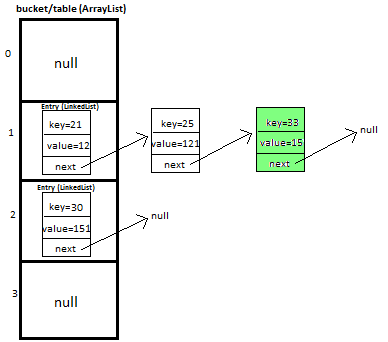 bucket/table (ArrayList)
0
null
1
Entry (LinkedList)
key=21
value=12
next
key=25
value=121
next
key=33
value=15
next
null
2
Entry (LinkedList)
key=30
value=151
next
null
3
null